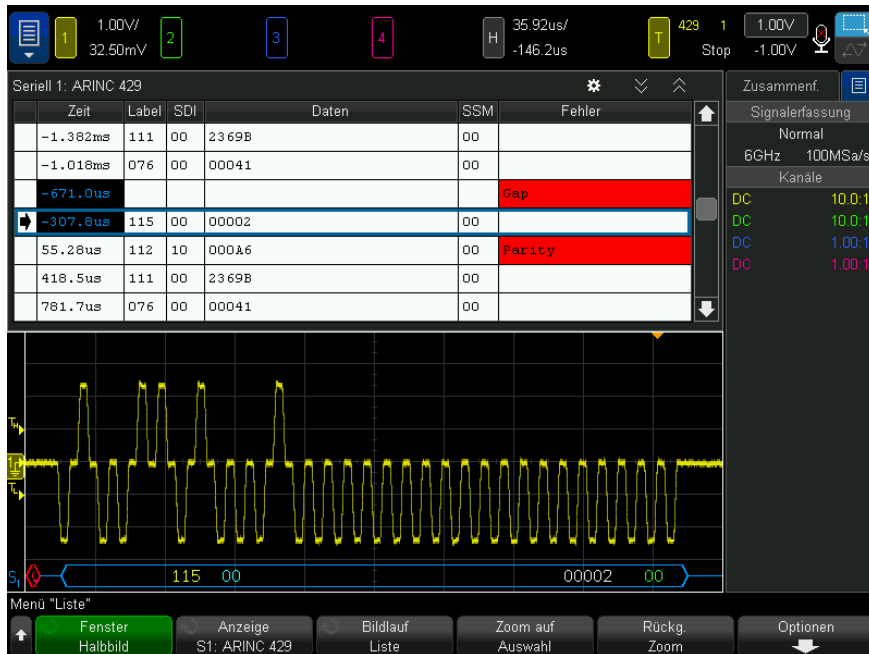 1 1.00V/ 32.50mV 2 3 4 H 35.92us/ -146.2us T 429 1 Stop 1.00V -1.00V
Seriell 1: ARINC 429
Zeit Label SDI Daten SSM Fehler
-1.382ms 111 00 2369B 00
-1.018ms 076 00 00041 00
-671.0us Gap
-307.8us 115 00 00002 00
55.28us 112 10 000A6 00 Parity
418.5us 111 00 2369B 00
781.7us 076 00 00041 00
Zusammenf.
Signalerfassung
Normal
6GHz 100MSa/s
Kanäle
DC 10.0:1
DC 10.0:1
DC 1.00:1
DC 1.00:1
TH
1
TL
S1 115 00 00002 00
Menü "Liste"
Fenster Halbbild
Anzeige S1: ARINC 429
Bildlauf Liste
Zoom auf Auswahl
Rückg. Zoom
Optionen